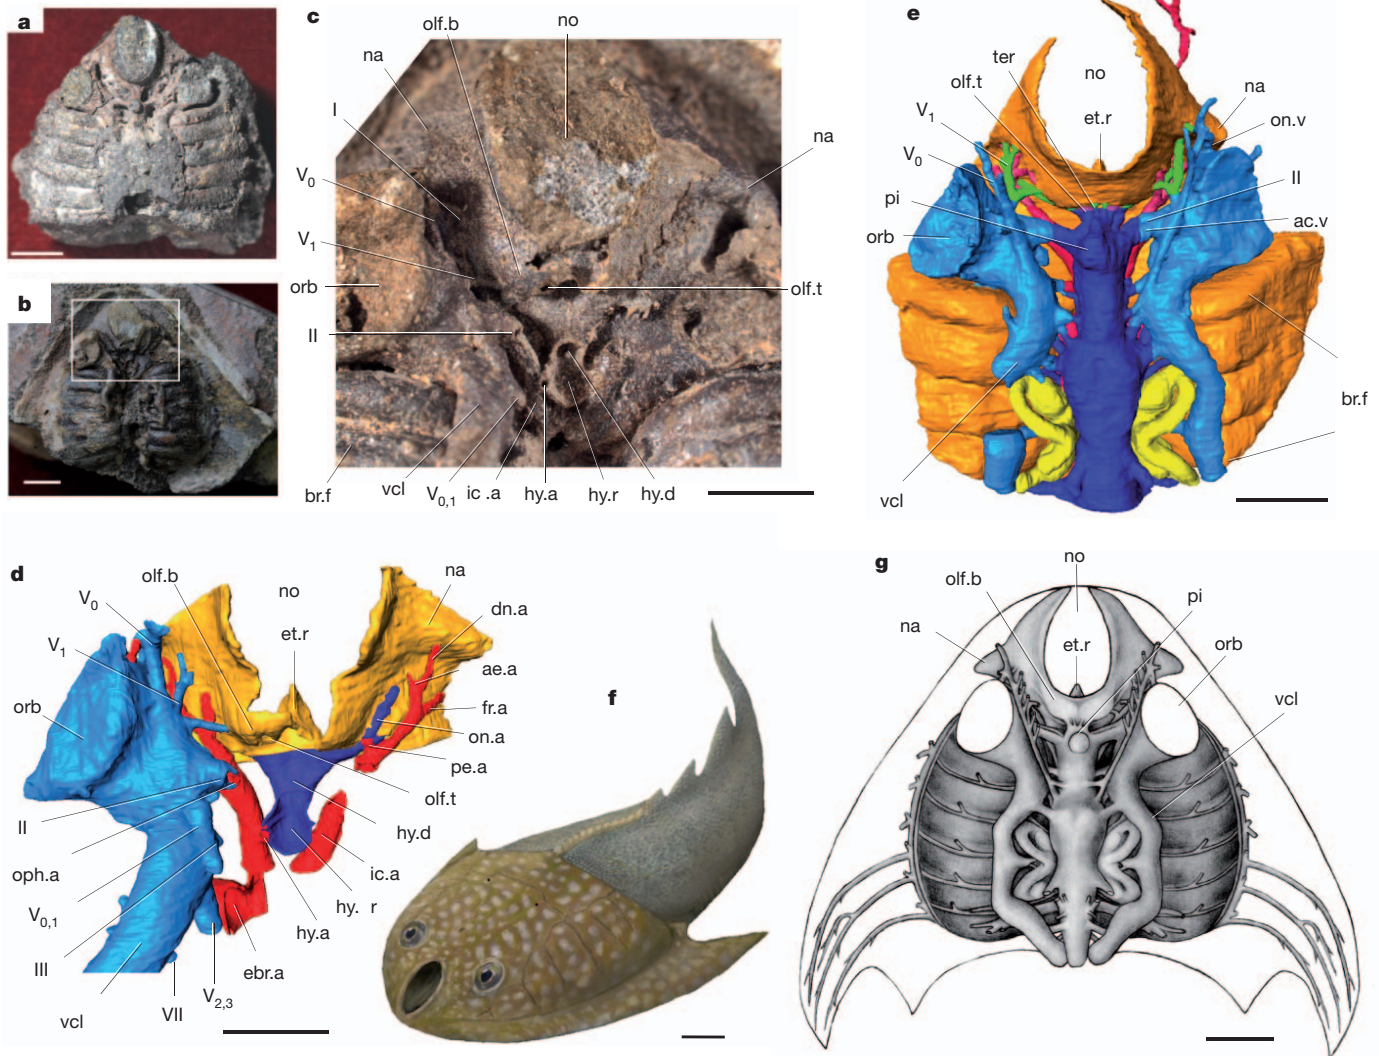 a
b
c
olf.b
no
na
I
V0
V1
orb
II
na
olf.t
br.f
vcl
V0,1
ic .a
hy.a
hy.r
hy.d
e
ter
no
olf.t
V1
et.r
na
on.v
V0
II
pi
ac.v
orb
br.f
vcl
d
olf.b
no
na
V0
dn.a
et.r
V1
ae.a
orb
fr.a
on.a
pe.a
olf.t
II
hy.d
oph.a
ic.a
V0,1
hy. r
hy.a
III
ebr.a
V2,3
vcl
VII
f
g
no
olf.b
pi
na
et.r
orb
vcl